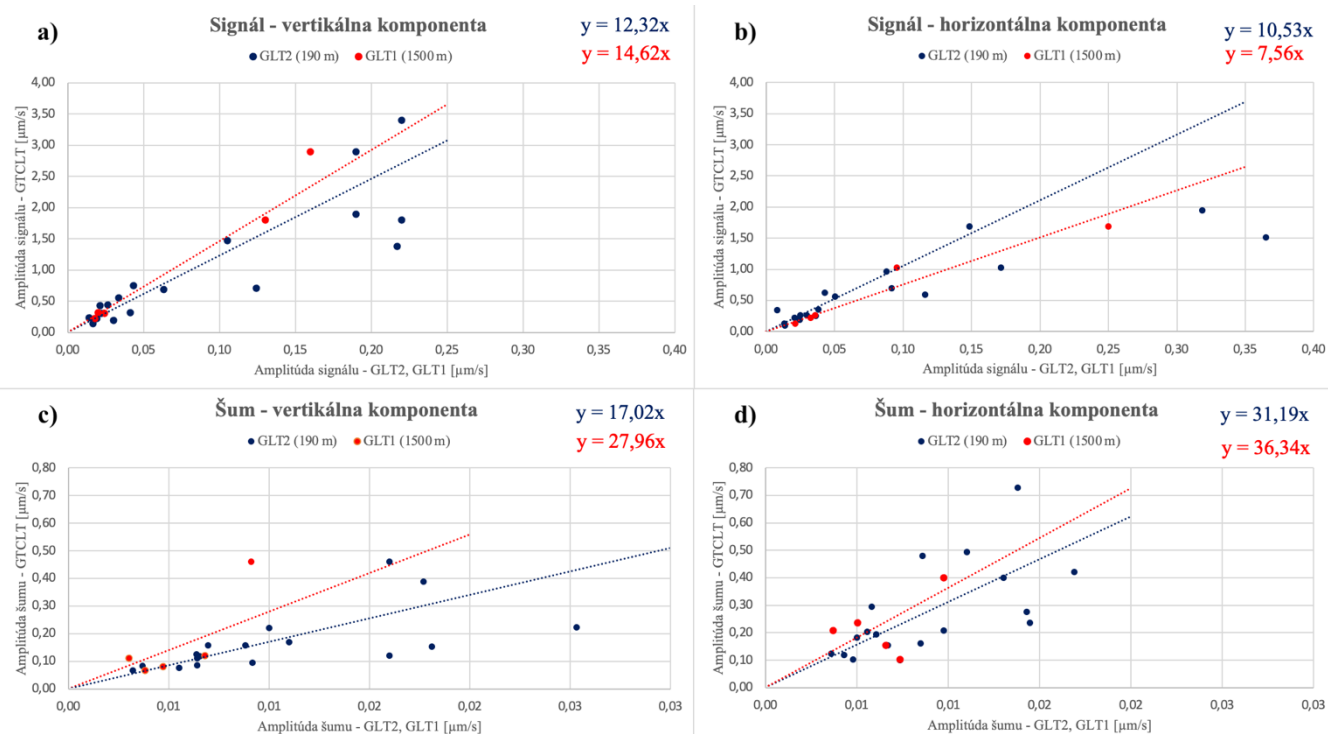 a)
Signál - vertikálna komponenta
y = 12,32x
GLT2 (190 m) GLT1 (1500 m)
y = 14,62x
4,00
3,50
3,00
2,50
2,00
1,50
1,00
0,50
0,00
Amplitúda signálu - GTCLT [µm/s]
0,00 0,05 0,10 0,15 0,20 0,20 0,30 0,35 0,40
Amplitúda signálu - GLT2, GLT1 [µm/s]
b)
Signál - horizontálna komponenta
y = 10,53x
GLT2 (190 m) GLT1 (1500 m)
y = 7,56x
4,00
3,50
3,00
2,50
2,00
1,50
1,00
0,50
0,00
Amplitúda signálu - GTCLT [µm/s]
0,00 0,05 0,10 0,15 0,20 0,25 0,30 0,35 0,40
Amplitúda signálu - GLT2, GLT1 [µm/s]
c)
Šum - vertikálna komponenta
y = 17,02x
GLT2 (190 m) GLT1 (1500 m)
y = 27,96x
0,80
0,70
0,60
0,50
0,40
0,30
0,20
0,10
0,00
Amplitúda šumu - GTCLT [µm/s]
0,00 0,01 0,01 0,02 0,02 0,03 0,03
Amplitúda šumu - GLT2, GLT1 [µm/s]
d)
Šum - horizontálna komponenta
y = 31,19x
GLT2 (190 m) GLT1 (1500 m)
y = 36,34x
0,80
0,70
0,60
0,50
0,40
0,30
0,20
0,10
0,00
Amplitúda šumu - GTCLT [µm/s]
0,00 0,01 0,01 0,02 0,02 0,03 0,03
Amplitúda šumu - GLT2, GLT1 [µm/s]